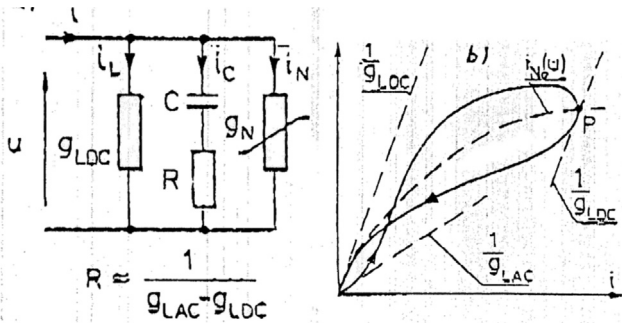 i
i_L
i_C
i_N
C
u
g_LDC
R
g_N
R ≈ 1/(g_LAC-g_LDC)
b)
1/g_LDC
i_N(u)
P
1/g_LDC
1/g_LAC
i